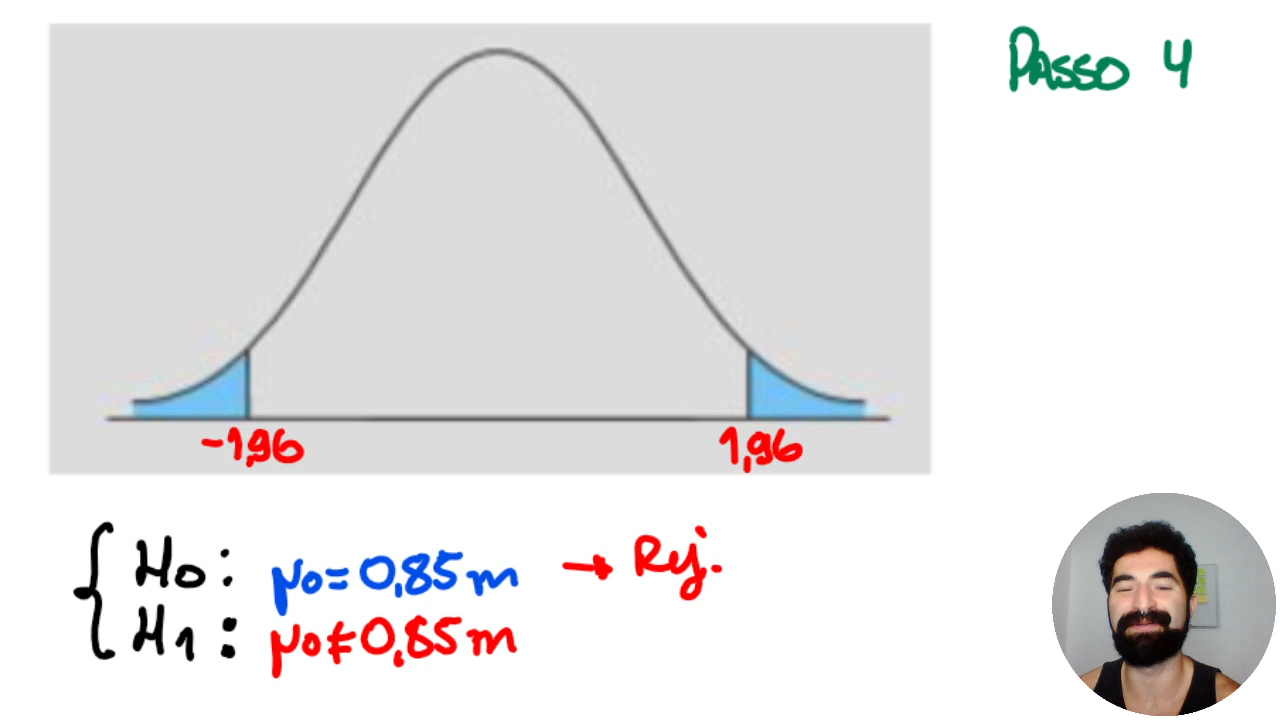 Passo 4
-1,96 1,96
H0: μ0=0,85m → Rej.
H1: μ0≠0,85m